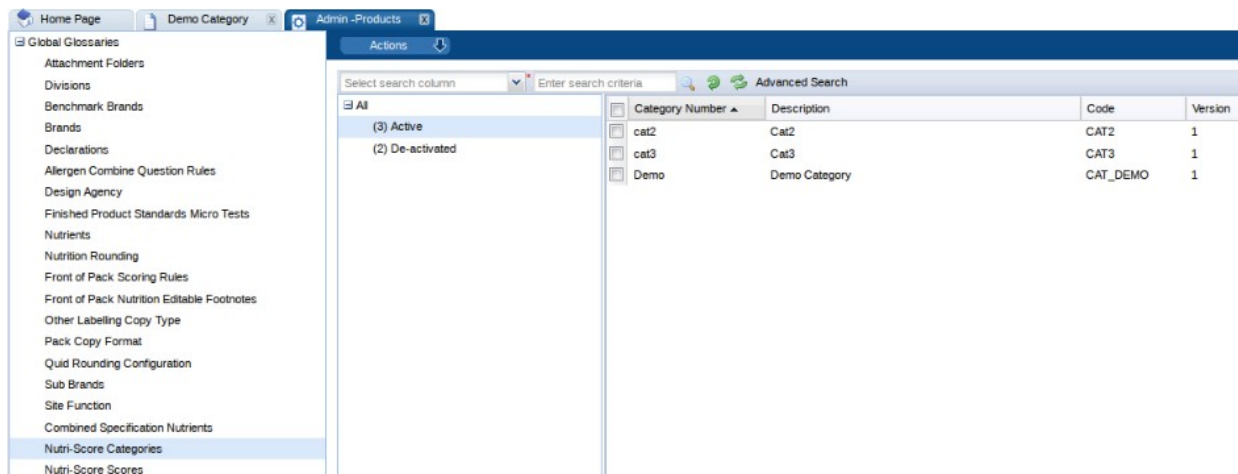 Home Page Demo Category Admin -Products
Global Glossaries
Attachment Folders
Divisions
Benchmark Brands
Brands
Declarations
Allergen Combine Question Rules
Design Agency
Finished Product Standards Micro Tests
Nutrients
Nutrition Rounding
Front of Pack Scoring Rules
Front of Pack Nutrition Editable Footnotes
Other Labelling Copy Type
Pack Copy Format
Quid Rounding Configuration
Sub Brands
Site Function
Combined Specification Nutrients
Nutri-Score Categories
Nutri-Score Scores
Actions
Select search column * Enter search criteria Advanced Search
All
(3) Active
(2) De-activated
Category Number Description Code Version
cat2 Cat2 CAT2 1
cat3 Cat3 CAT3 1
Demo Demo Category CAT_DEMO 1